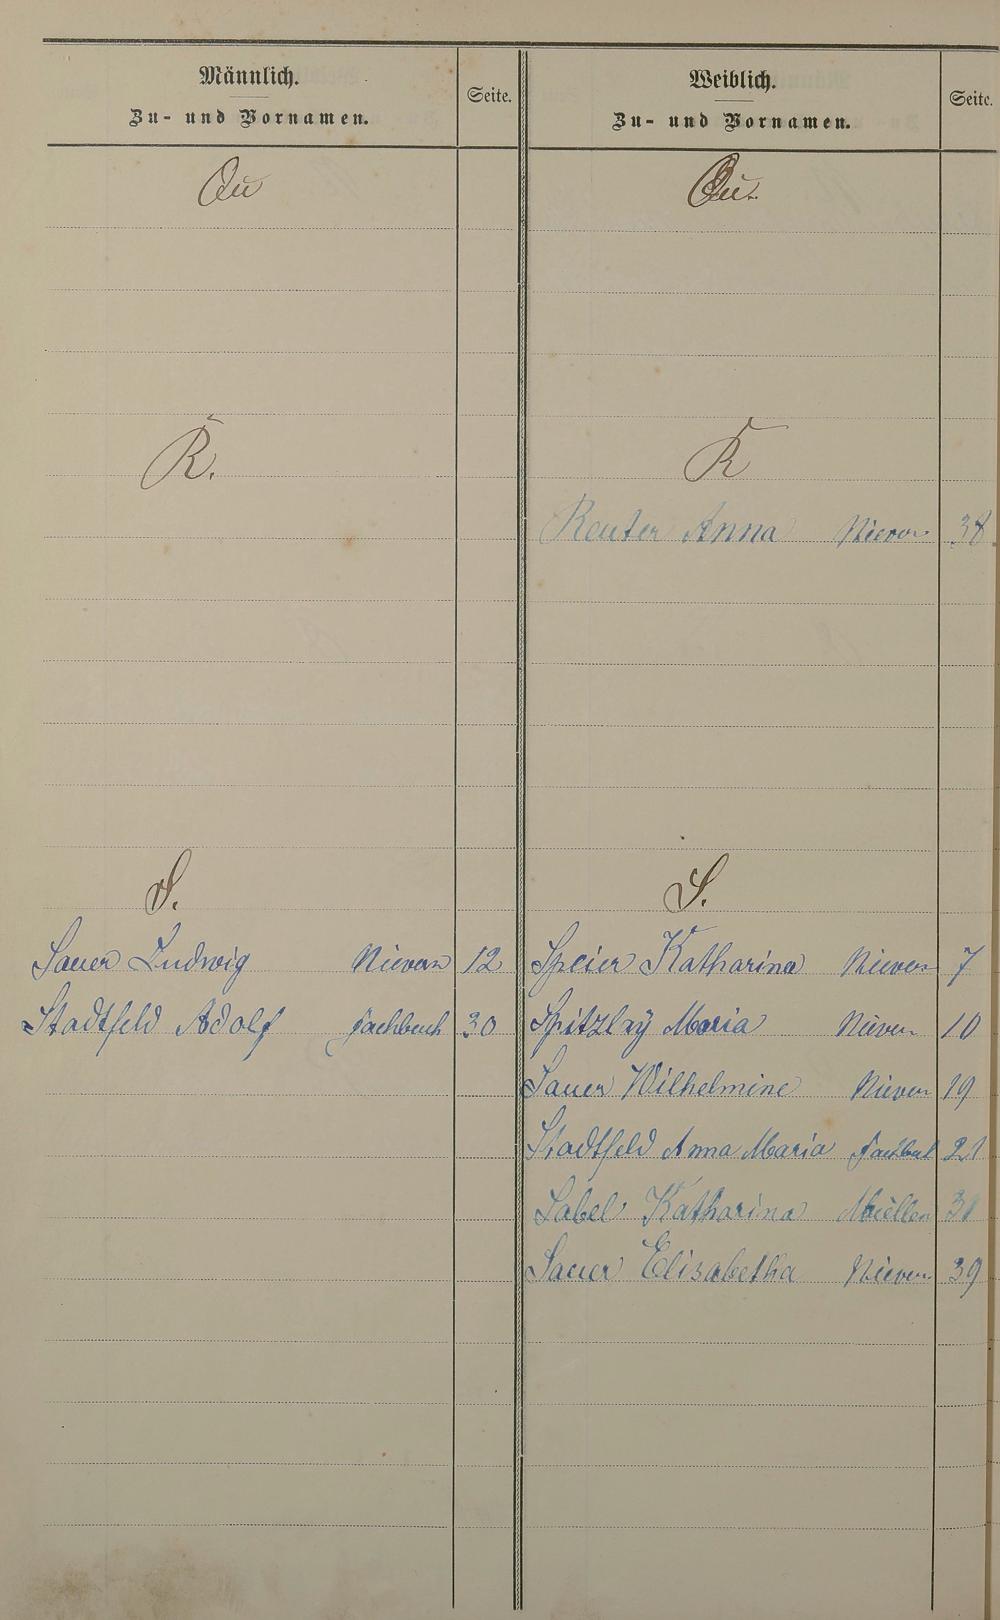 Männlich.
Zu- und Vornamen.
Seite.
Qu
R.
S.
Sauer Ludwig Nievern 12
Stadtfeld Adolf Fachbach 30
Weiblich.
Zu- und Vornamen.
Seite.
Qu.
R
Reuter Anna Nievern 38
S.
Speier Katharina Nievern 7
Spitzlay Maria Nievern 10
Sauer Wilhelmine Nievern 19
Stadtfeld Anna Maria Fachbach 21
Sabel Katharina Miellen
Sauer Elisabetha Nievern 39